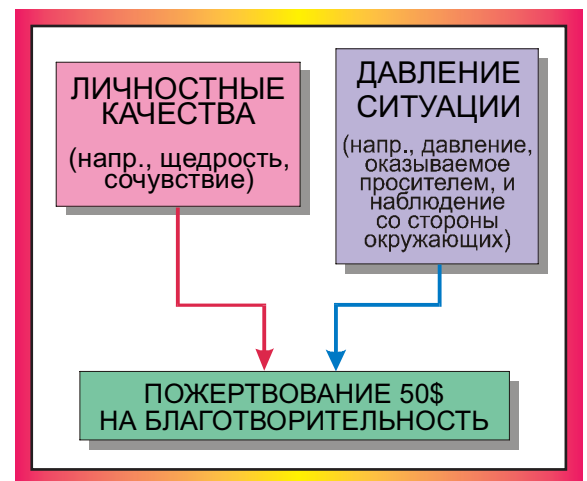 ЛИЧНОСТНЫЕ
КАЧЕСТВА
(напр., щедрость,
сочувствие)
ДАВЛЕНИЕ
СИТУАЦИИ
(напр., давление,
оказываемое
просителем, и
наблюдение
со стороны
окружающих)
ПОЖЕРТВОВАНИЕ 50$
НА БЛАГОТВОРИТЕЛЬНОСТЬ